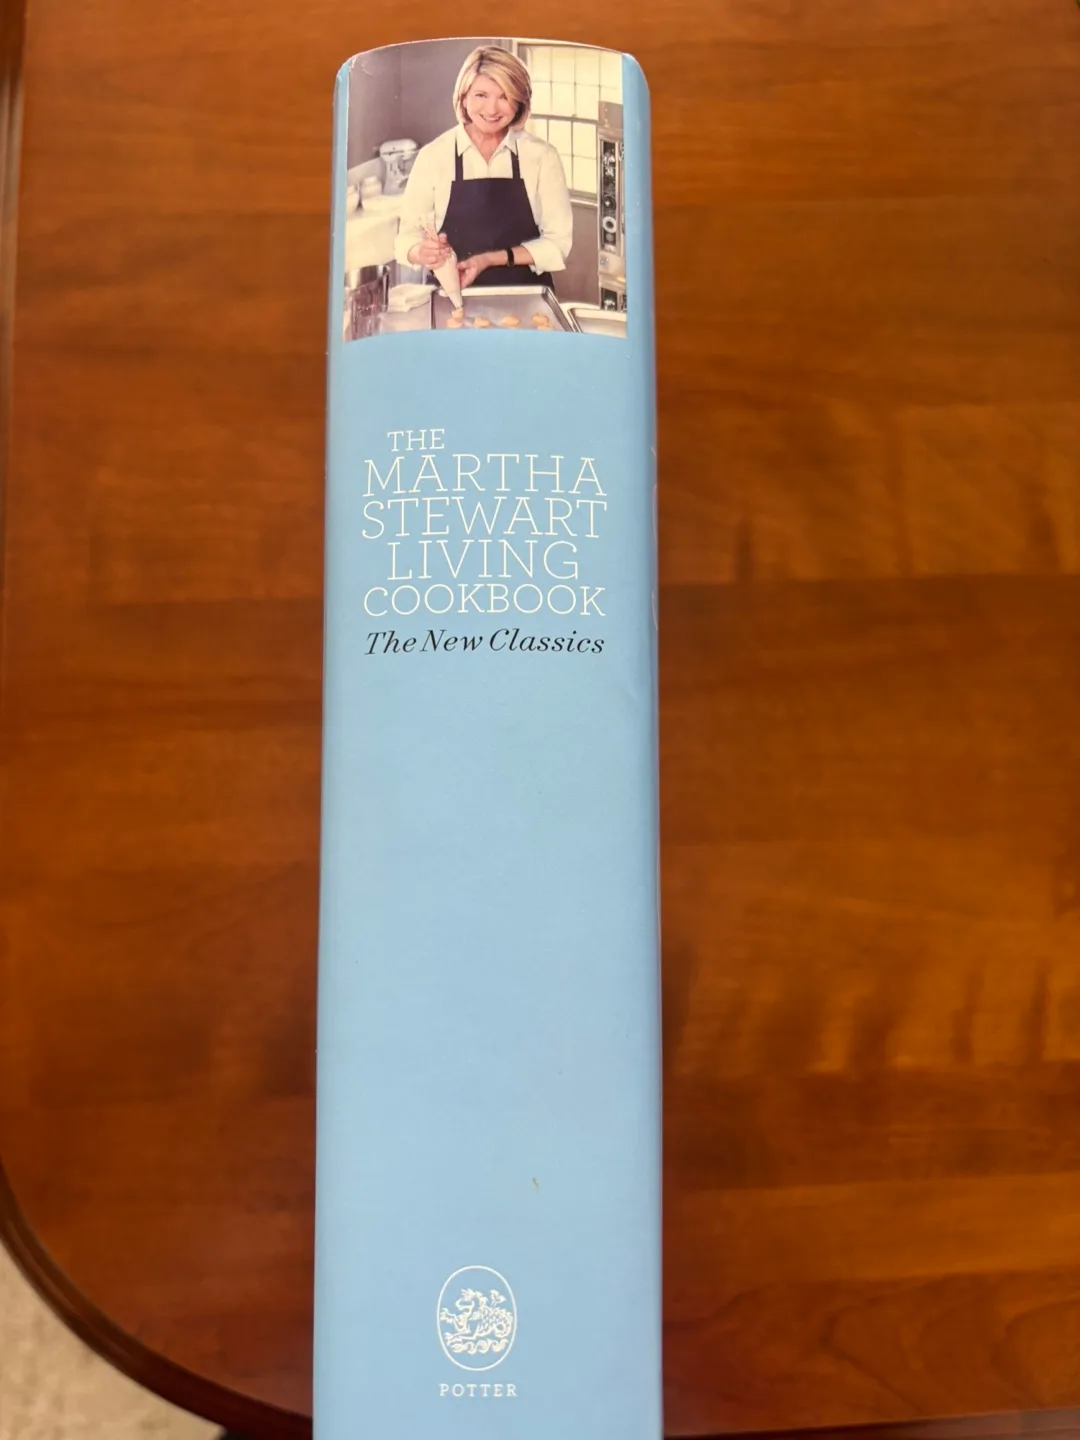 THE
MARTHA
STEWART
LIVING
COOKBOOK
The New Classics
POTTER